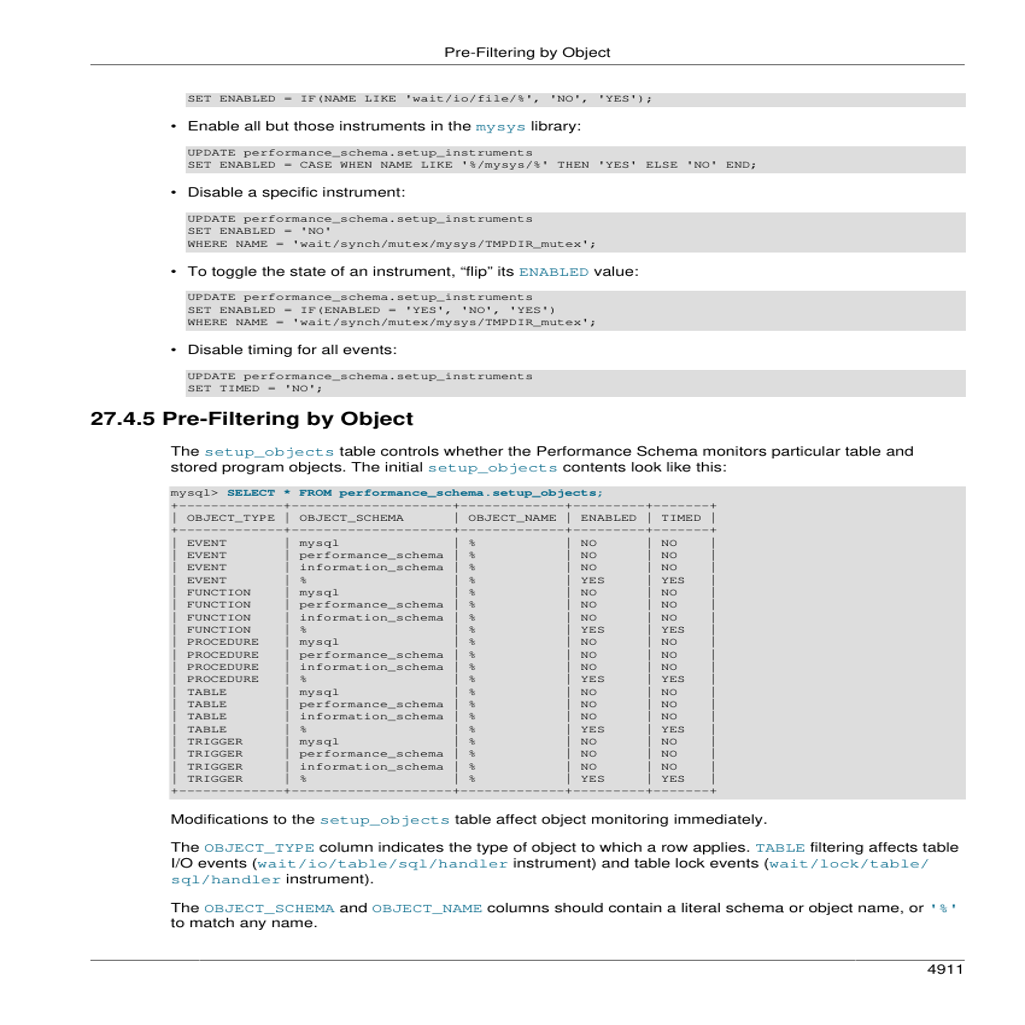 Pre-Filtering by Object
SET ENABLED = IF(NAME LIKE 'wait/io/file/%', 'NO', 'YES');
• Enable all but those instruments in the mysys library:
UPDATE performance_schema.setup_instruments
SET ENABLED = CASE WHEN NAME LIKE '%/mysys/%' THEN 'YES' ELSE 'NO' END;
• Disable a specific instrument:
UPDATE performance_schema.setup_instruments
SET ENABLED = 'NO'
WHERE NAME = 'wait/synch/mutex/mysys/TMPDIR_mutex';
• To toggle the state of an instrument, “flip” its ENABLED value:
UPDATE performance_schema.setup_instruments
SET ENABLED = IF(ENABLED = 'YES', 'NO', 'YES')
WHERE NAME = 'wait/synch/mutex/mysys/TMPDIR_mutex';
• Disable timing for all events:
UPDATE performance_schema.setup_instruments
SET TIMED = 'NO';
27.4.5 Pre-Filtering by Object
The setup_objects table controls whether the Performance Schema monitors particular table and
stored program objects. The initial setup_objects contents look like this:
mysql> SELECT * FROM performance_schema.setup_objects;
+-------------+--------------------+-------------+---------+-------+
| OBJECT_TYPE | OBJECT_SCHEMA      | OBJECT_NAME | ENABLED | TIMED |
+-------------+--------------------+-------------+---------+-------+
| EVENT       | mysql              | %           | NO      | NO    |
| EVENT       | performance_schema | %           | NO      | NO    |
| EVENT       | information_schema | %           | NO      | NO    |
| EVENT       | %                  | %           | YES     | YES   |
| FUNCTION    | mysql              | %           | NO      | NO    |
| FUNCTION    | performance_schema | %           | NO      | NO    |
| FUNCTION    | information_schema | %           | NO      | NO    |
| FUNCTION    | %                  | %           | YES     | YES   |
| PROCEDURE   | mysql              | %           | NO      | NO    |
| PROCEDURE   | performance_schema | %           | NO      | NO    |
| PROCEDURE   | information_schema | %           | NO      | NO    |
| PROCEDURE   | %                  | %           | YES     | YES   |
| TABLE       | mysql              | %           | NO      | NO    |
| TABLE       | performance_schema | %           | NO      | NO    |
| TABLE       | information_schema | %           | NO      | NO    |
| TABLE       | %                  | %           | YES     | YES   |
| TRIGGER     | mysql              | %           | NO      | NO    |
| TRIGGER     | performance_schema | %           | NO      | NO    |
| TRIGGER     | information_schema | %           | NO      | NO    |
| TRIGGER     | %                  | %           | YES     | YES   |
+-------------+--------------------+-------------+---------+-------+
Modifications to the setup_objects table affect object monitoring immediately.
The OBJECT_TYPE column indicates the type of object to which a row applies. TABLE filtering affects table
I/O events (wait/io/table/sql/handler instrument) and table lock events (wait/lock/table/
sql/handler instrument).
The OBJECT_SCHEMA and OBJECT_NAME columns should contain a literal schema or object name, or '%'
to match any name.
4911